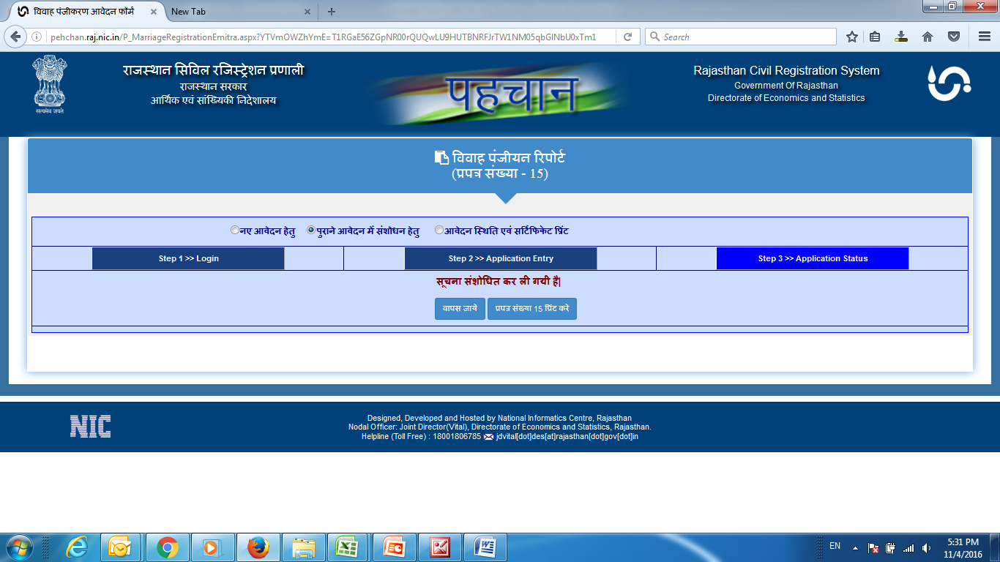 विवाह पंजीकरण आवेदन फॉर्म
New Tab
pehchan.raj.nic.in/P_MarriageRegistrationEmitra.aspx?YTVmOWZhYmE=T1RGaE56ZGpNR00rQUQwLU9HUTBNRFJrTW1NM05qbGlNbU0xTm1
Search
सत्यमेव जयते
राजस्थान सिविल रजिस्ट्रेशन प्रणाली
राजस्थान सरकार
आर्थिक एवं सांख्यिकी निदेशालय
पहचान
Rajasthan Civil Registration System
Government Of Rajasthan
Directorate of Economics and Statistics
विवाह पंजीयन रिपोर्ट
(प्रपत्र संख्या - 15)
नए आवेदन हेतु पुराने आवेदन में संशोधन हेतु आवेदन स्थिति एवं सर्टिफिकेट प्रिंट
Step 1 >> Login Step 2 >> Application Entry Step 3 >> Application Status
सूचना संशोधित कर ली गयी है|
वापस जाये प्रपत्र संख्या 15 प्रिंट करे
NIC
Designed, Developed and Hosted by National Informatics Centre, Rajasthan
Nodal Officer: Joint Director(Vital), Directorate of Economics and Statistics, Rajasthan.
Helpline (Toll Free) : 18001806785 jdvital[dot]des[at]rajasthan[dot]gov[dot]in
EN
5:31 PM
11/4/2016